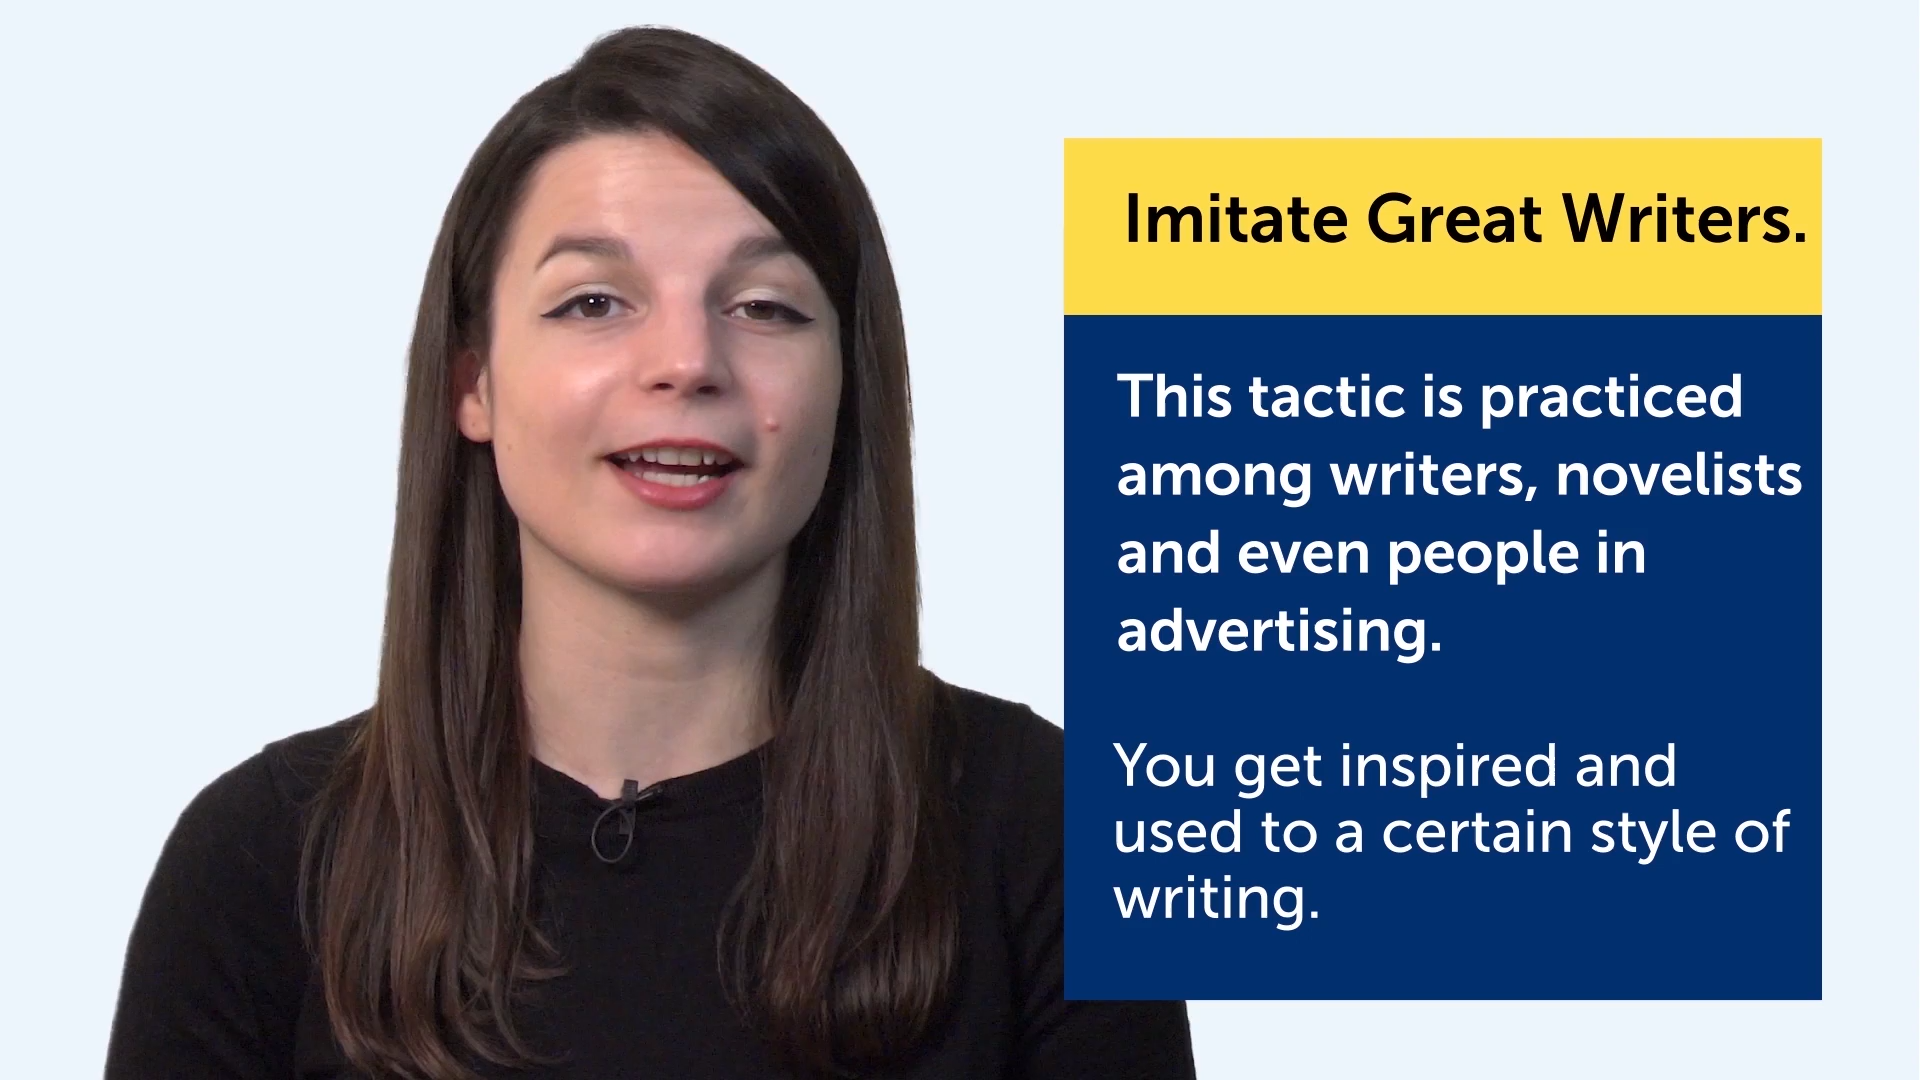 Imitate Great Writers.
This tactic is practiced
among writers, novelists
and even people in
advertising.
You get inspired and
used to a certain style of
writing.